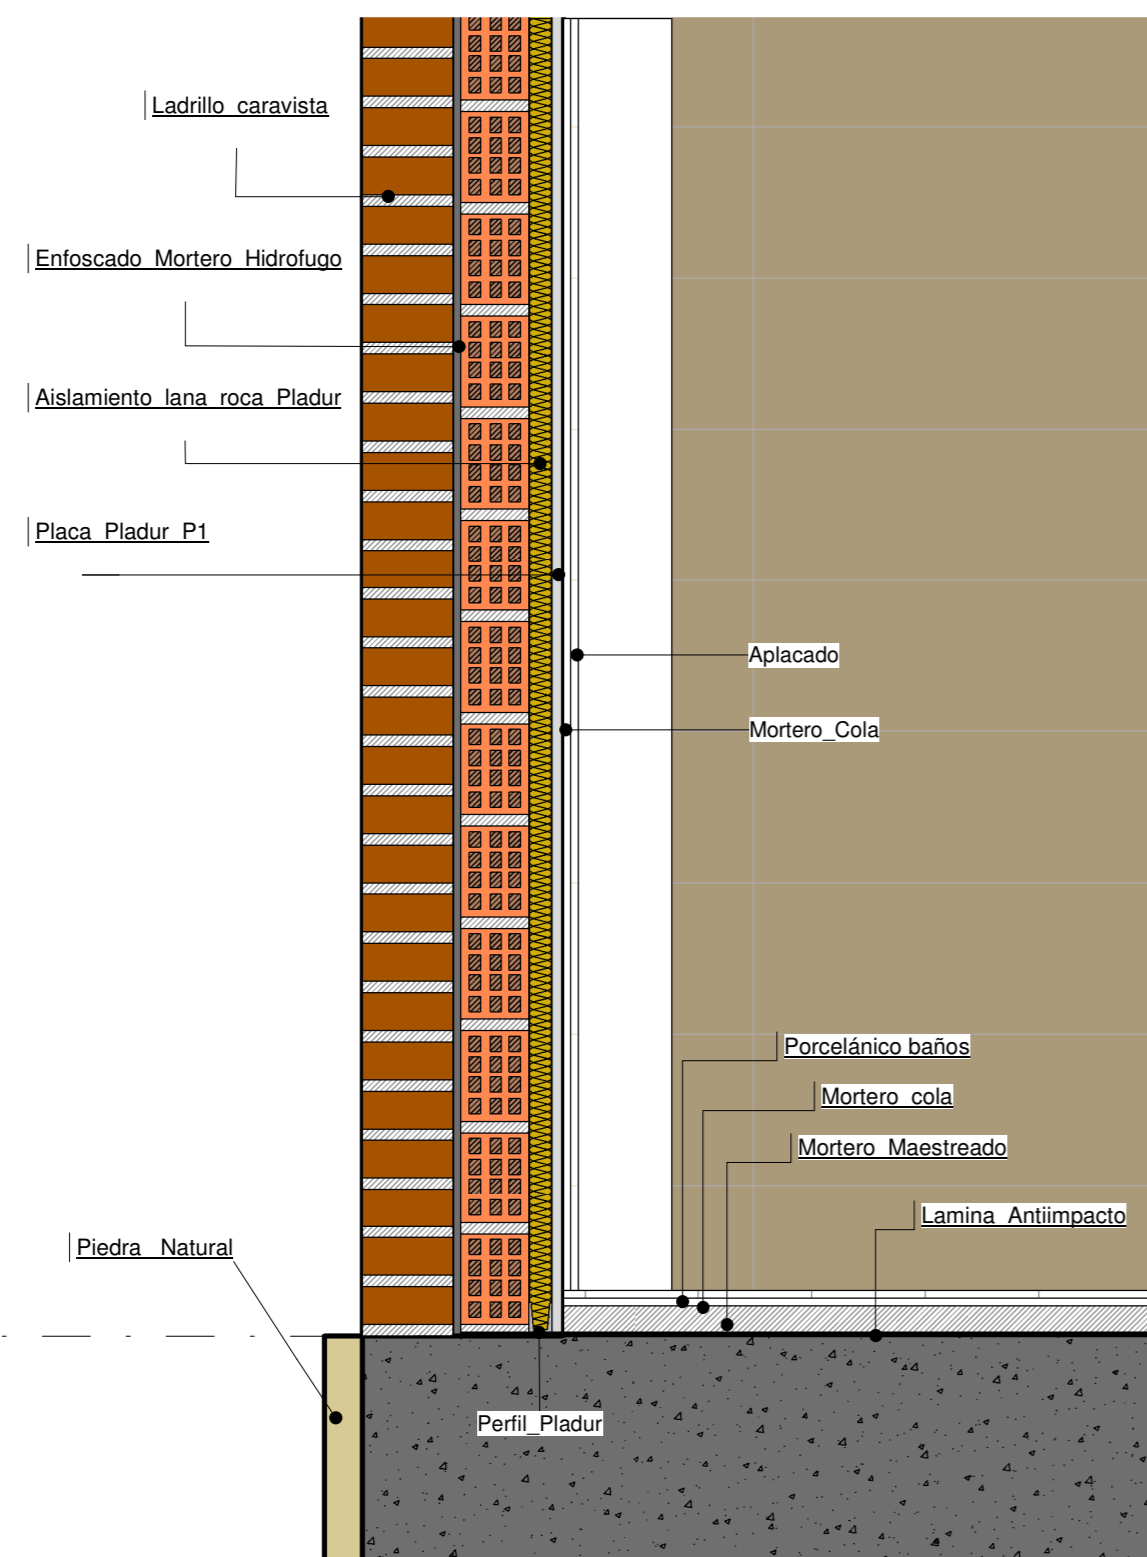 Ladrillo caravista
Enfoscado Mortero Hidrofugo
Aislamiento lana roca Pladur
Placa Pladur P1
Aplacado
Mortero_Cola
Porcelánico baños
Mortero cola
Mortero Maestreado
Lamina Antiimpacto
Piedra Natural
Perfil_Pladur